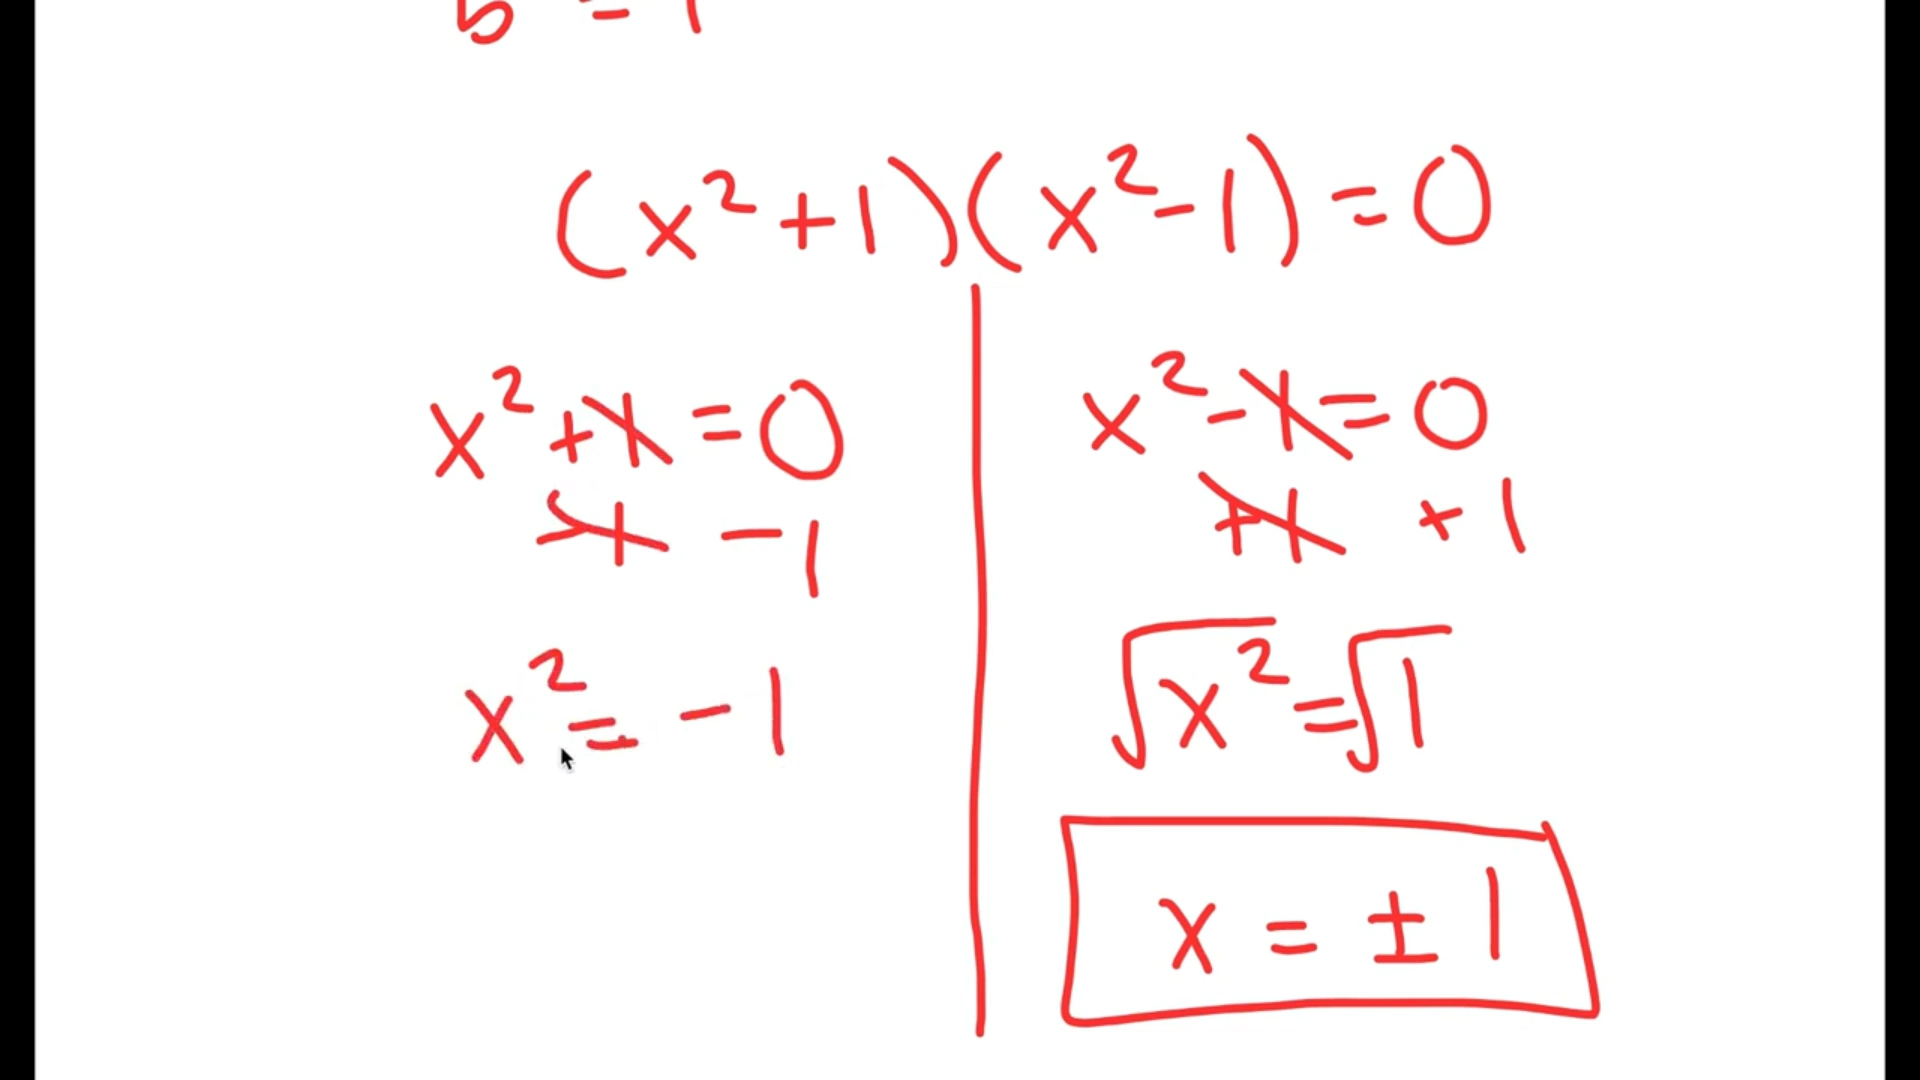 b = 1
(x²+1)(x²-1)=0
x²+1=0
-1 -1
x²=-1
x²-1=0
+1 +1
√x²=√1
x = ±1